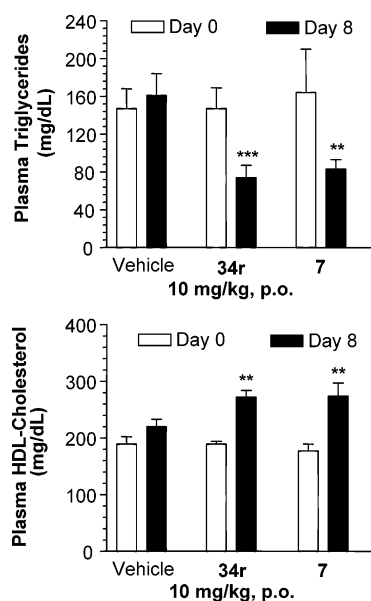 Plasma Triglycerides
(mg/dL)
Day 0 Day 8
240
200
160
120
80
40
0
*** **
Vehicle 34r 7
10 mg/kg, p.o.
Plasma HDL-Cholesterol
(mg/dL)
Day 0 Day 8
400
300
200
100
0
** **
Vehicle 34r 7
10 mg/kg, p.o.